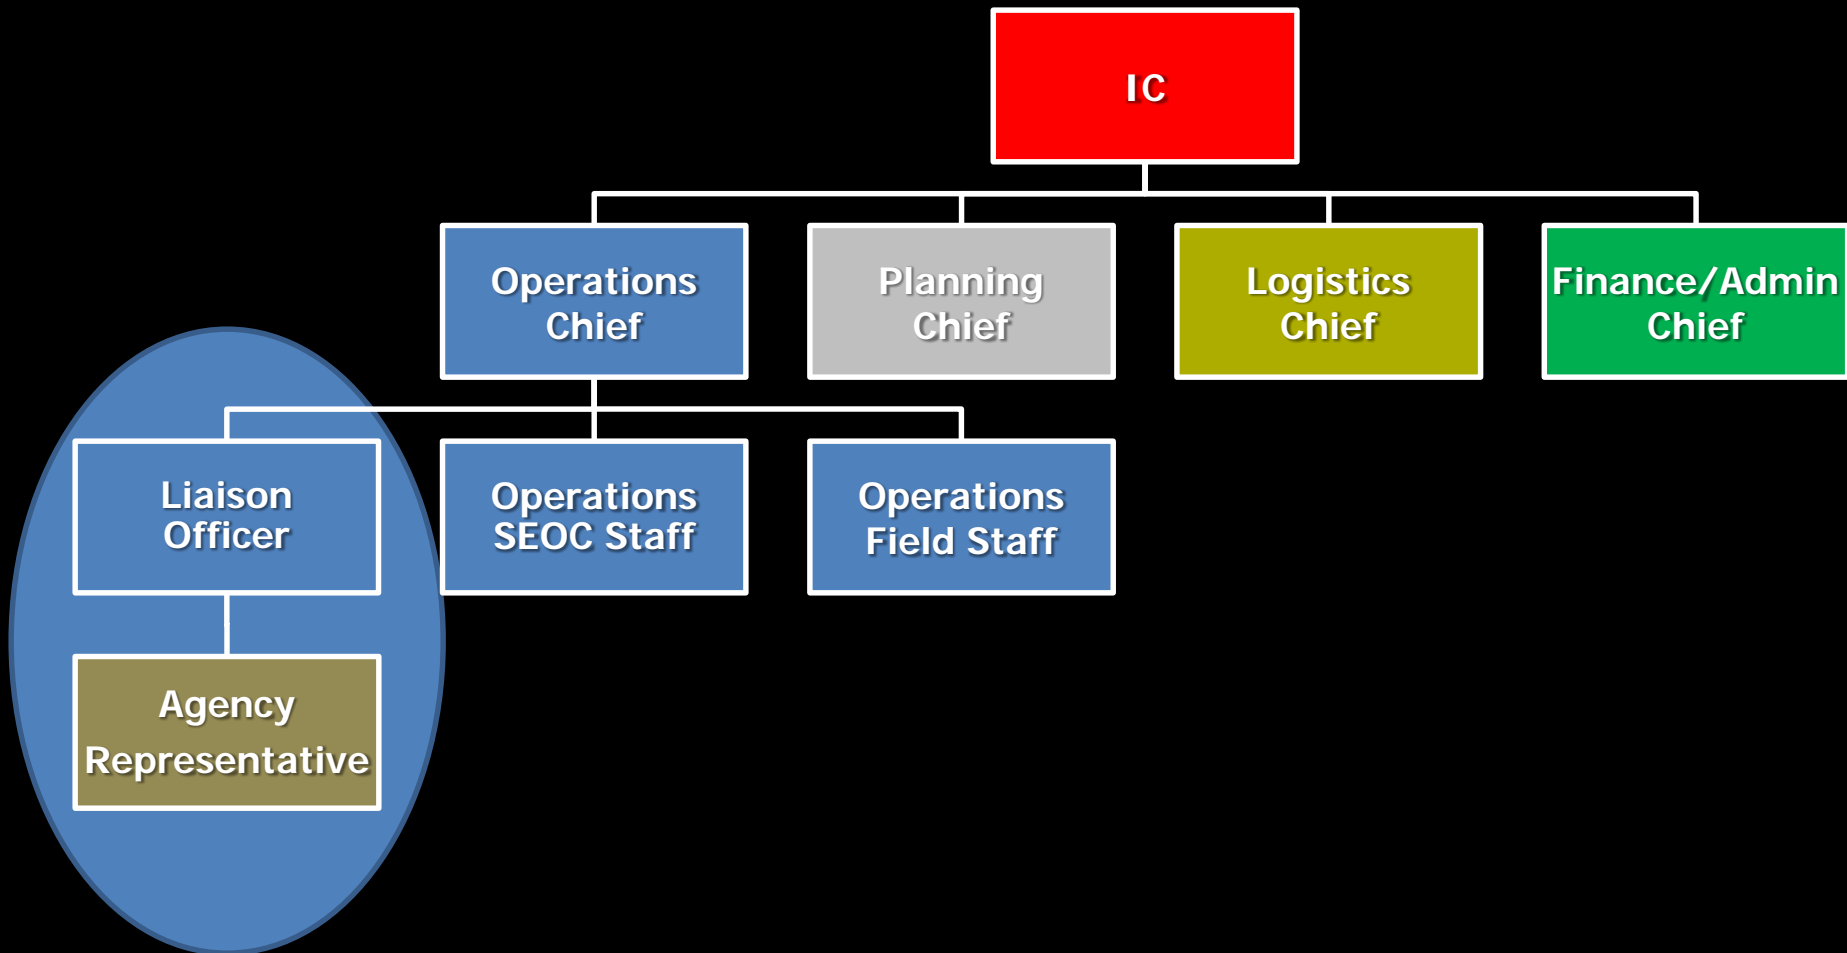 IC
Operations
Chief
Planning
Chief
Logistics
Chief
Finance/Admin
Chief
Liaison
Officer
Operations
SEOC Staff
Operations
Field Staff
Agency
Representative